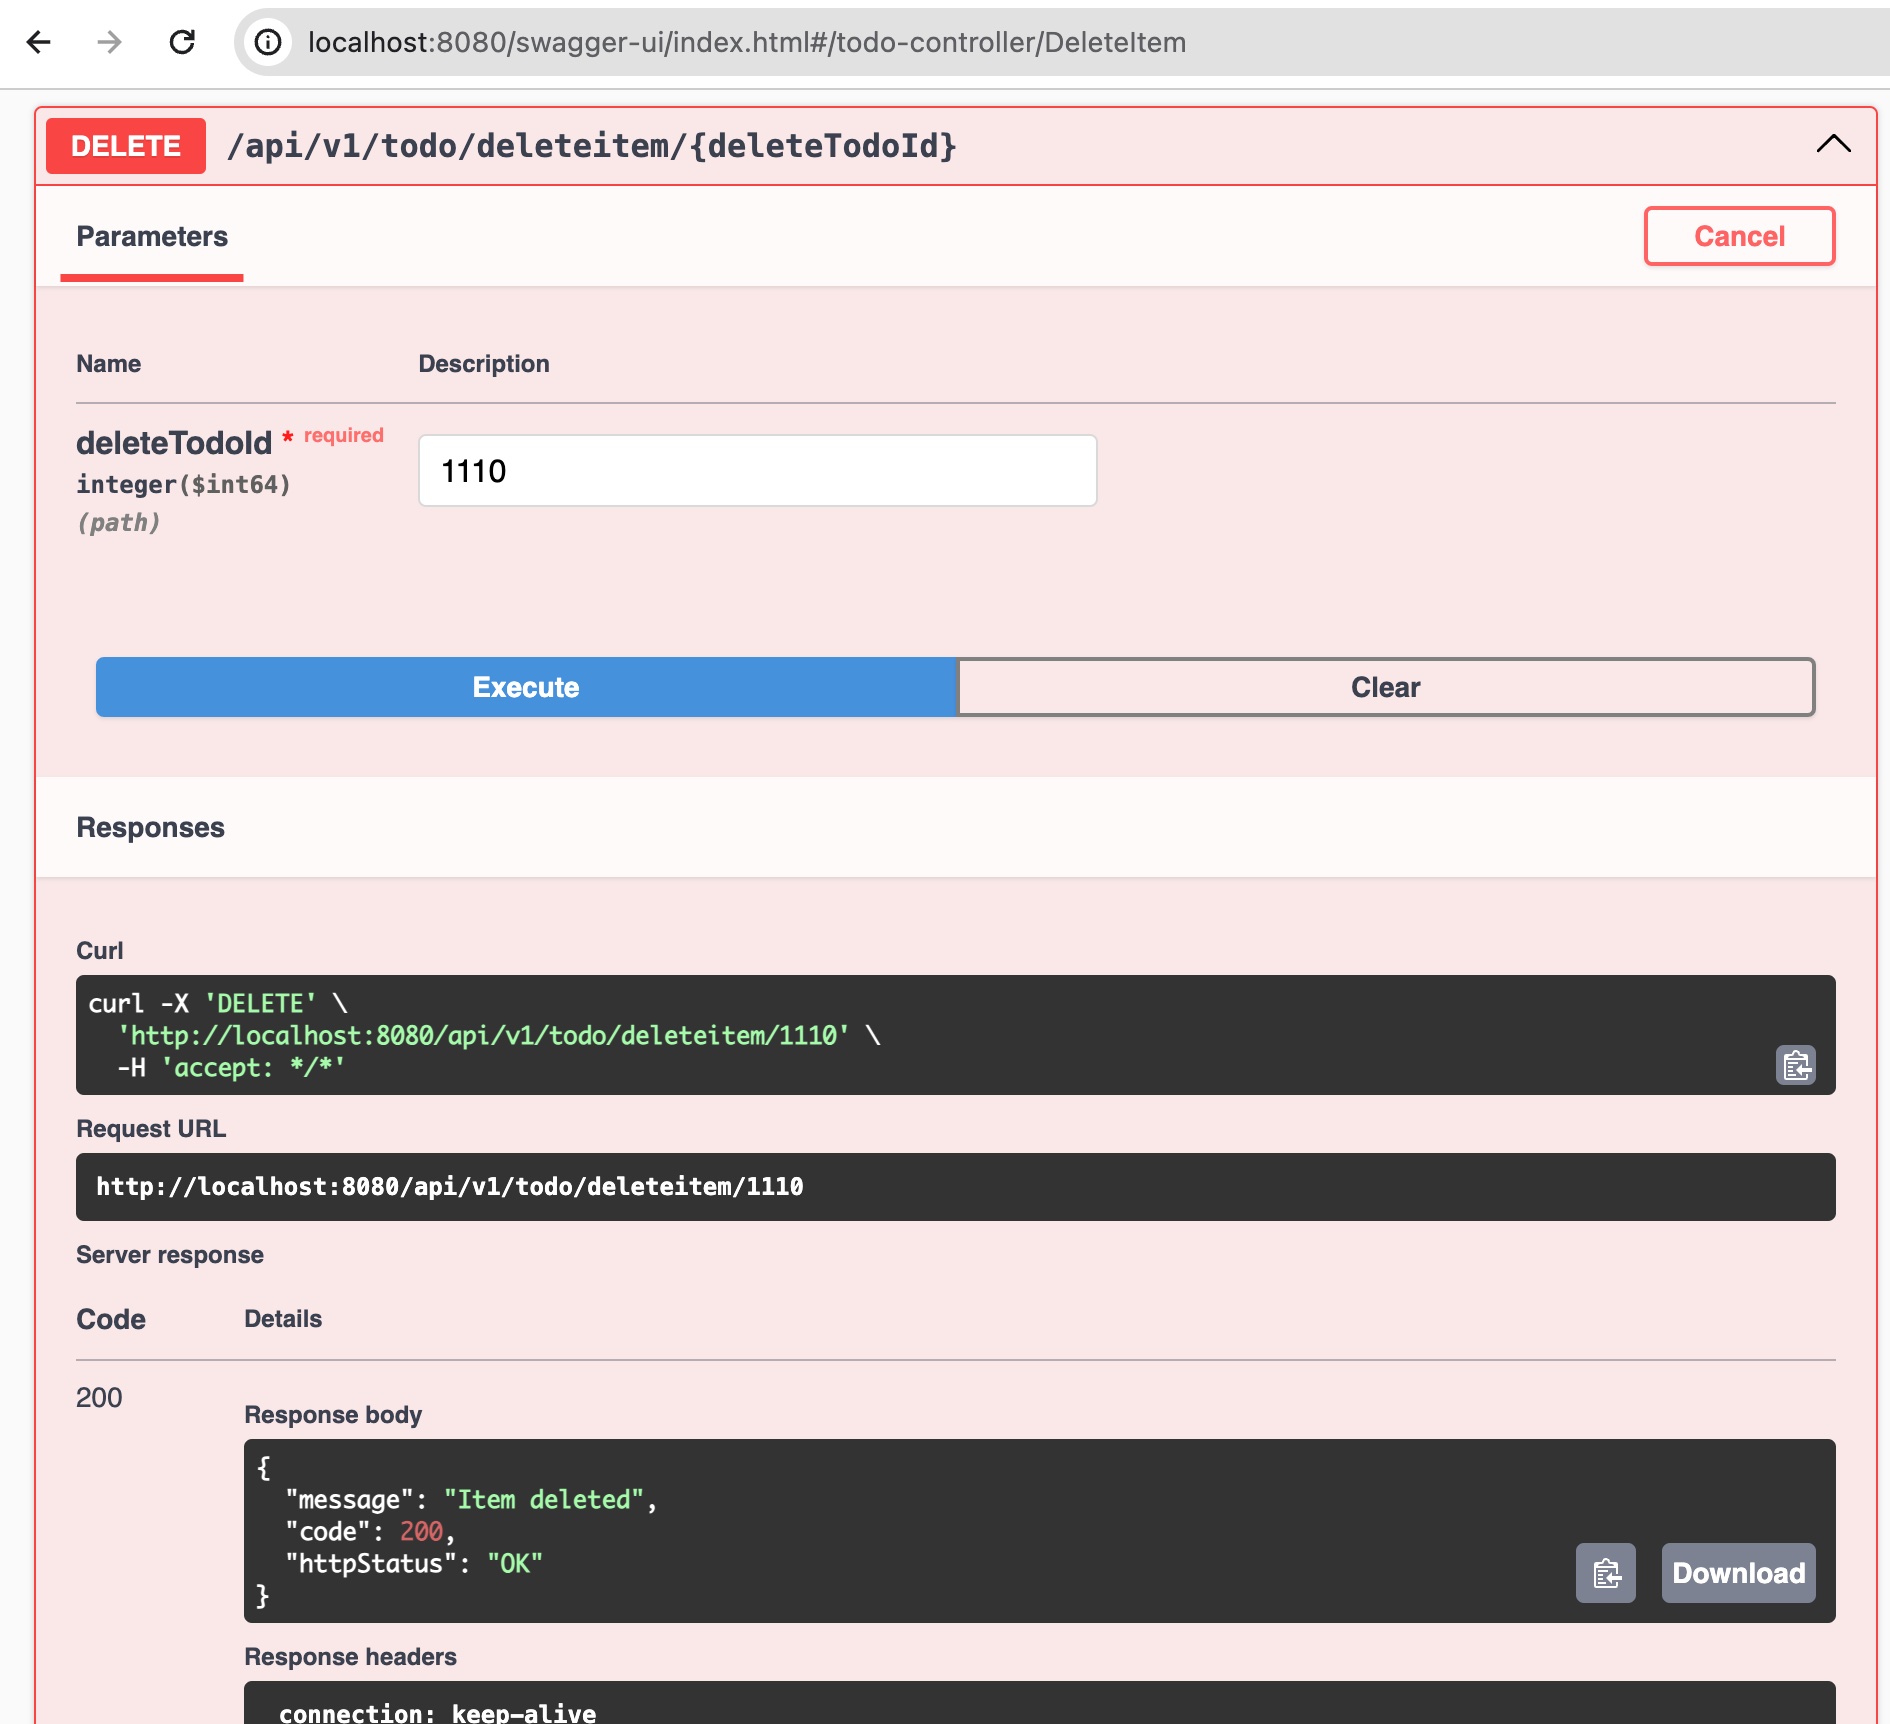 localhost:8080/swagger-ui/index.html#/todo-controller/DeleteItem
DELETE /api/v1/todo/deleteitem/{deleteTodoId}
Parameters
Cancel
Name Description
deleteTodoId * required
integer($int64)
(path)
1110
Execute Clear
Responses
Curl
curl -X 'DELETE' \
'http://localhost:8080/api/v1/todo/deleteitem/1110' \
-H 'accept: */*'
Request URL
http://localhost:8080/api/v1/todo/deleteitem/1110
Server response
Code Details
200
Response body
{
"message": "Item deleted",
"code": 200,
"httpStatus": "OK"
}
Download
Response headers
connection: keep-alive